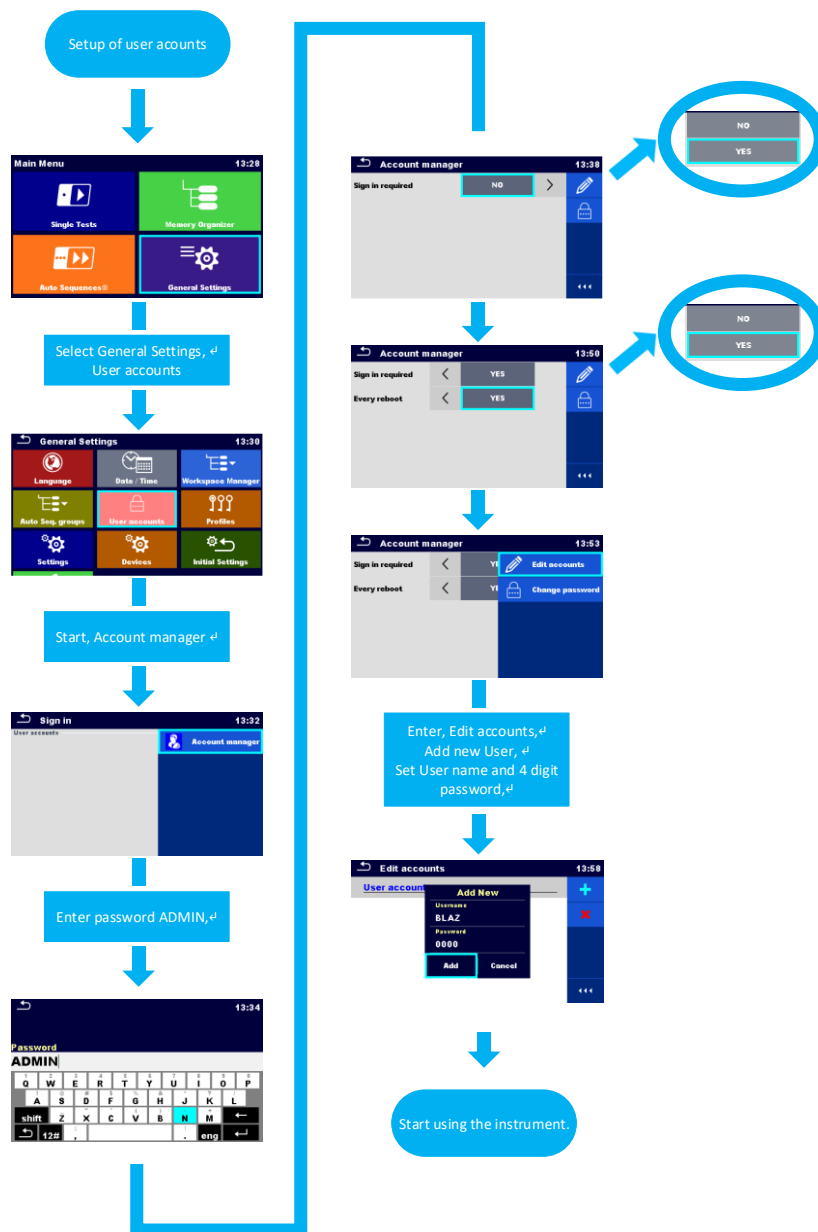 Setup of user acounts
Main Menu 13:28
Single Tests
Memory Organizer
Auto Sequences®
General Settings
Select General Settings, ↵
User accounts
General Settings 13:30
Language
Date / Time
Workspace Manager
Auto Seq. groups
User accounts
Profiles
Settings
Devices
Initial Settings
Start, Account manager ↵
Sign in 13:32
User accounts
Account manager
Enter password ADMIN,↵
13:34
Password
ADMIN
Q W E R T Y U I O P
A S D F G H J K L
shift Z X C V B N M ←
12# , . eng ↵
Account manager 13:38
Sign in required NO >
NO
YES
Account manager 13:50
Sign in required < YES
Every reboot < YES
NO
YES
Account manager 13:53
Sign in required < YE
Edit accounts
Every reboot < YE
Change password
Enter, Edit accounts,↵
Add new User, ↵
Set User name and 4 digit
password,↵
Edit accounts 13:58
User account
Add New
Username
BLAZ
Password
0000
Add Cancel
Start using the instrument.